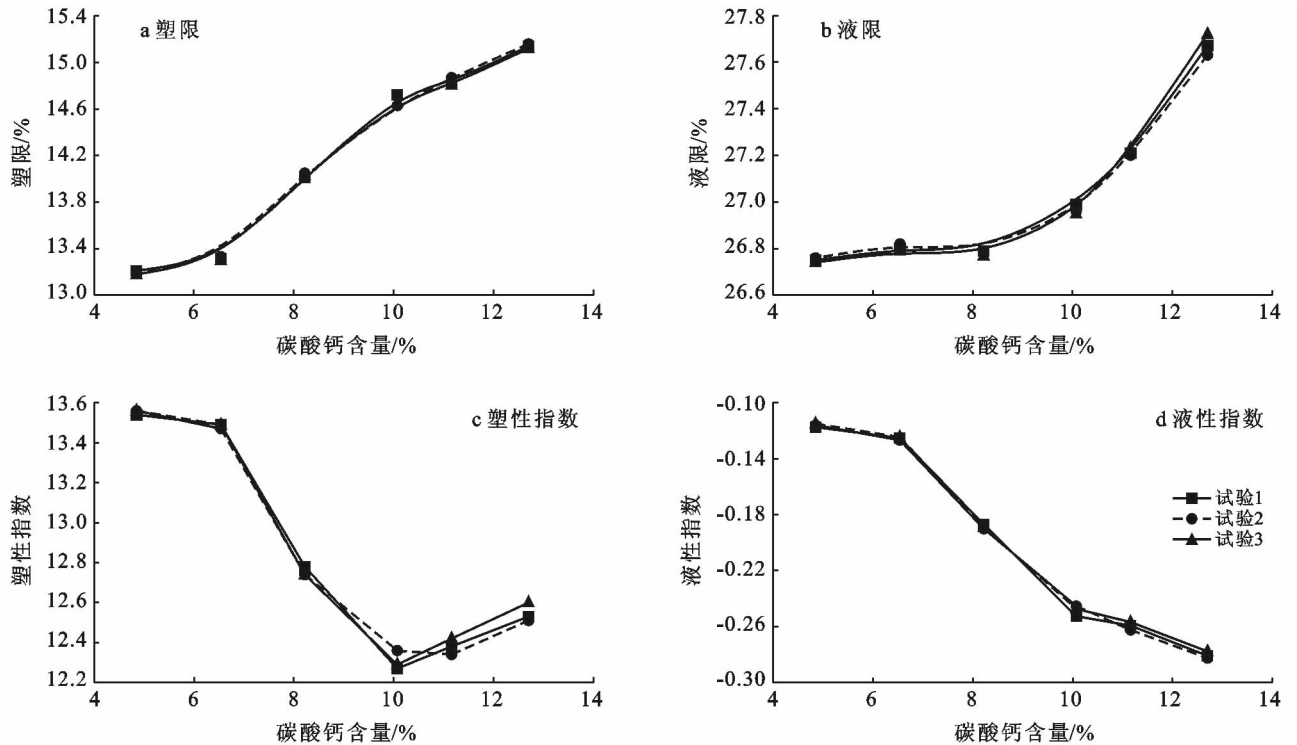 a 塑限
塑限/%
15.4
15.0
14.6
14.2
13.8
13.4
13.0
4 6 8 10 12 14
碳酸钙含量/%
b 液限
液限/%
27.8
27.6
27.4
27.2
27.0
26.8
26.6
4 6 8 10 12 14
碳酸钙含量/%
c 塑性指数
塑性指数
13.6
13.4
13.2
13.0
12.8
12.6
12.4
12.2
4 6 8 10 12 14
碳酸钙含量/%
d 液性指数
液性指数
-0.10
-0.14
-0.18
-0.22
-0.26
-0.30
试验1
试验2
试验3
4 6 8 10 12 14
碳酸钙含量/%